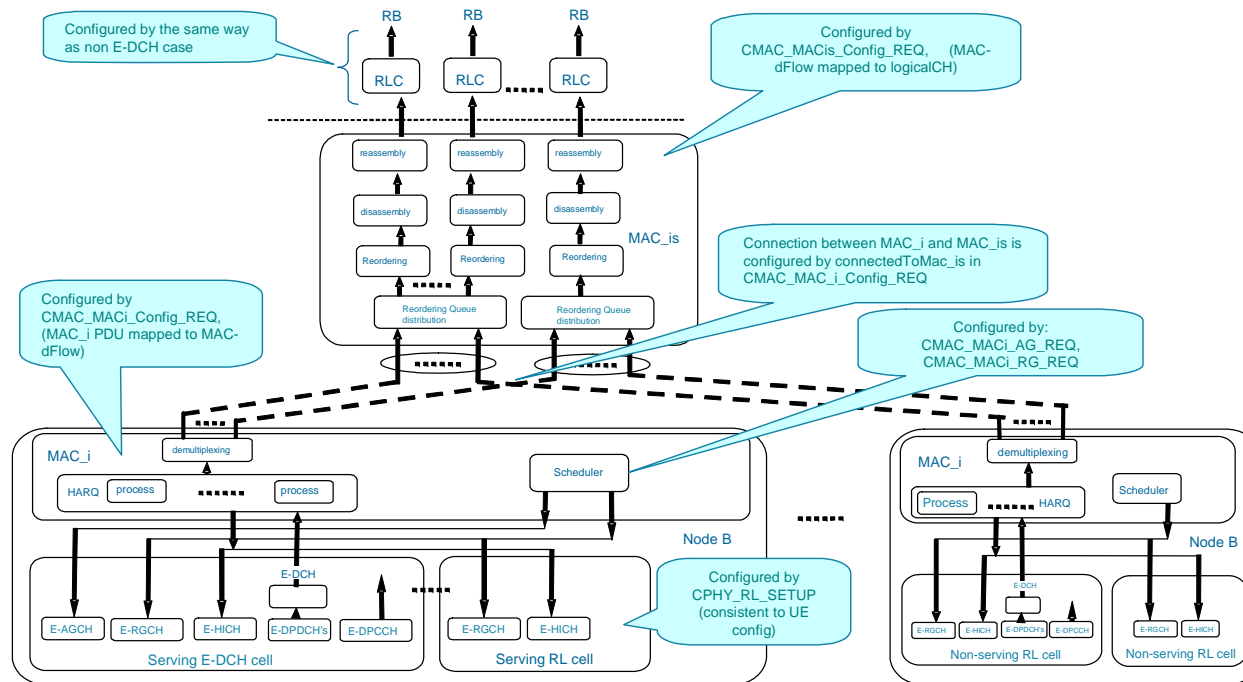 Configured by the same way
as non E-DCH case
RB
RB
RB
RLC
RLC
RLC
Configured by
CMAC_MACis_Config_REQ, (MAC-
dFlow mapped to logicalCH)
reassembly
reassembly
reassembly
disassembly
disassembly
disassembly
MAC_is
Reordering
Reordering
Reordering
Reordering Queue
distribution
Reordering Queue
distribution
Connection between MAC_i and MAC_is is
configured by connectedToMac_is in
CMAC_MAC_i_Config_REQ
Configured by
CMAC_MACi_Config_REQ,
(MAC_i PDU mapped to MAC-
dFlow)
Configured by:
CMAC_MACi_AG_REQ,
CMAC_MACi_RG_REQ
MAC_i
demultiplexing
HARQ
process
process
Scheduler
Node B
E-DCH
E-AGCH
E-RGCH
E-HICH
E-DPDCH's
E-DPCCH
Serving E-DCH cell
E-RGCH
E-HICH
Serving RL cell
Configured by
CPHY_RL_SETUP
(consistent to UE
config)
MAC_i
demultiplexing
Process
HARQ
Scheduler
Node B
E-DCH
E-RGCH
E-HICH
E-DPDCH's
E-DPCCH
Non-serving RL cell
E-RGCH
E-HICH
Non-serving RL cell